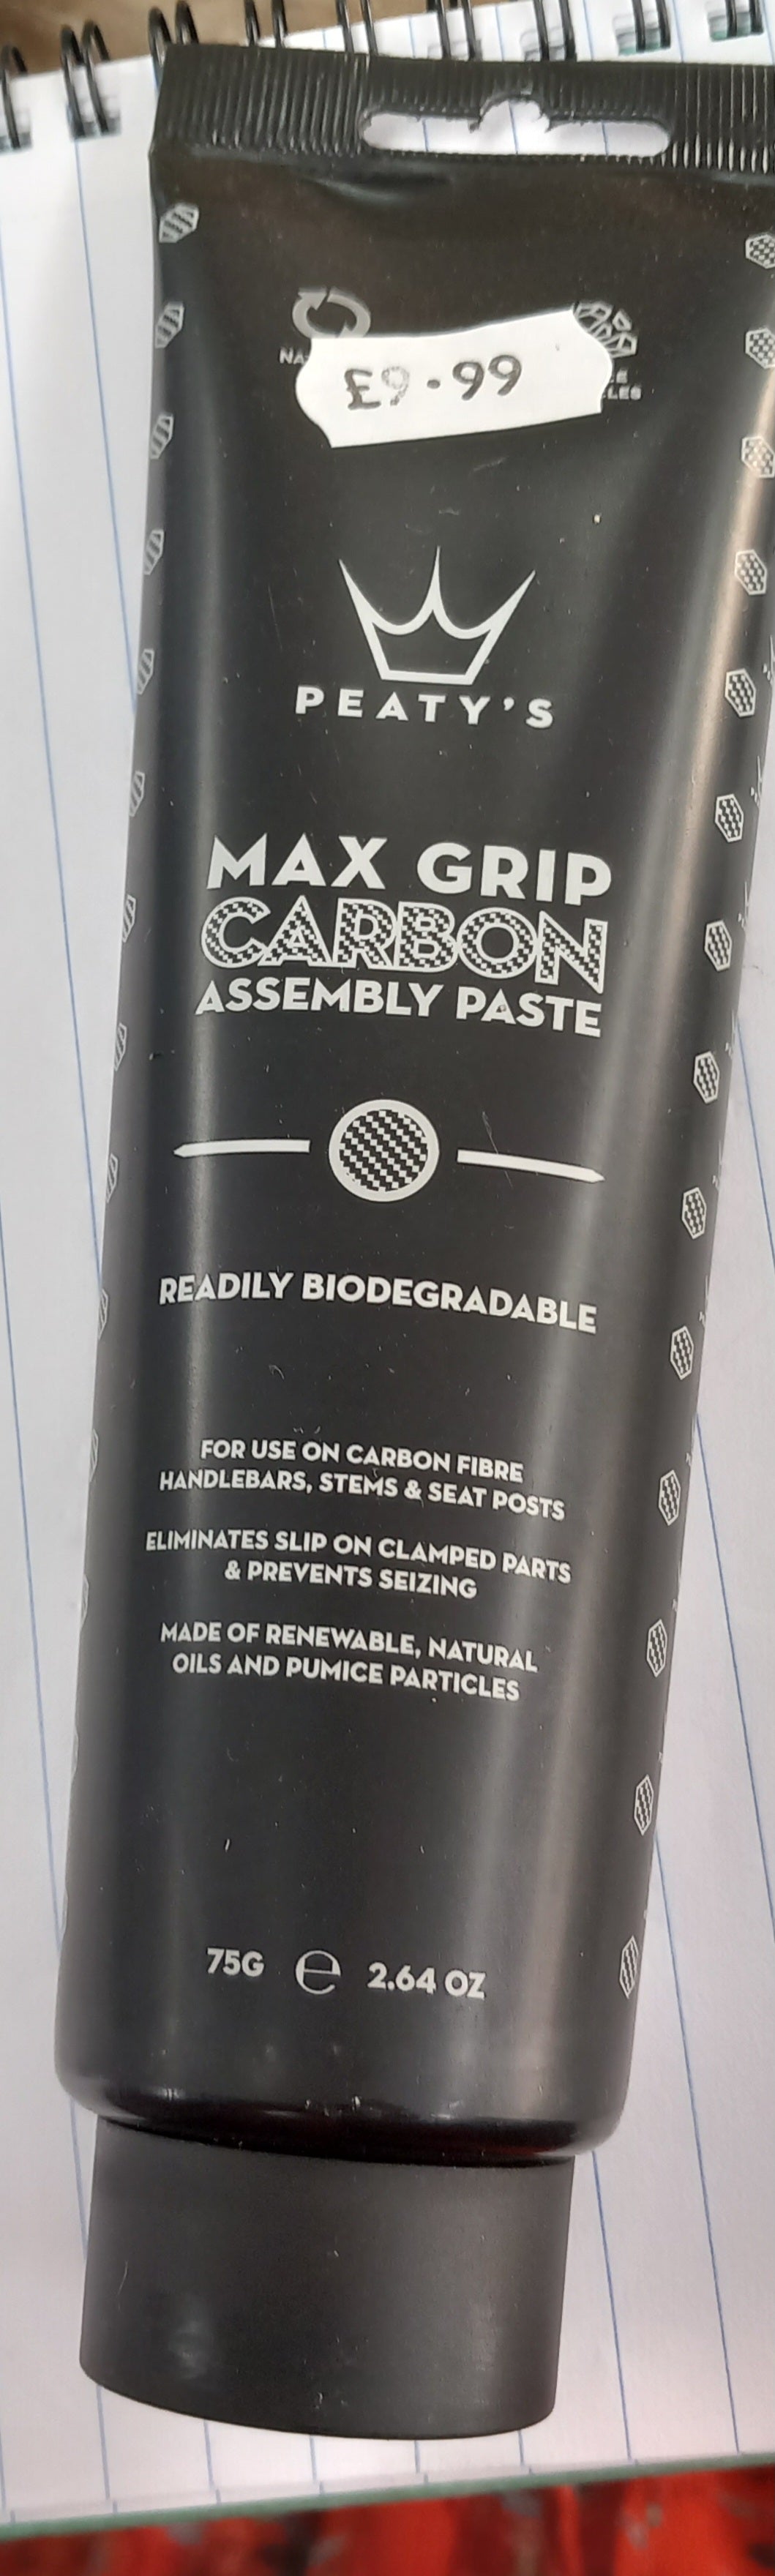 £9.99
PEATY'S
MAX GRIP
CARBON
ASSEMBLY PASTE
READILY BIODEGRADABLE
FOR USE ON CARBON FIBRE
HANDLEBARS, STEMS & SEAT POSTS
ELIMINATES SLIP ON CLAMPED PARTS
& PREVENTS SEIZING
MADE OF RENEWABLE, NATURAL
OILS AND PUMICE PARTICLES
75G e 2.64 OZ